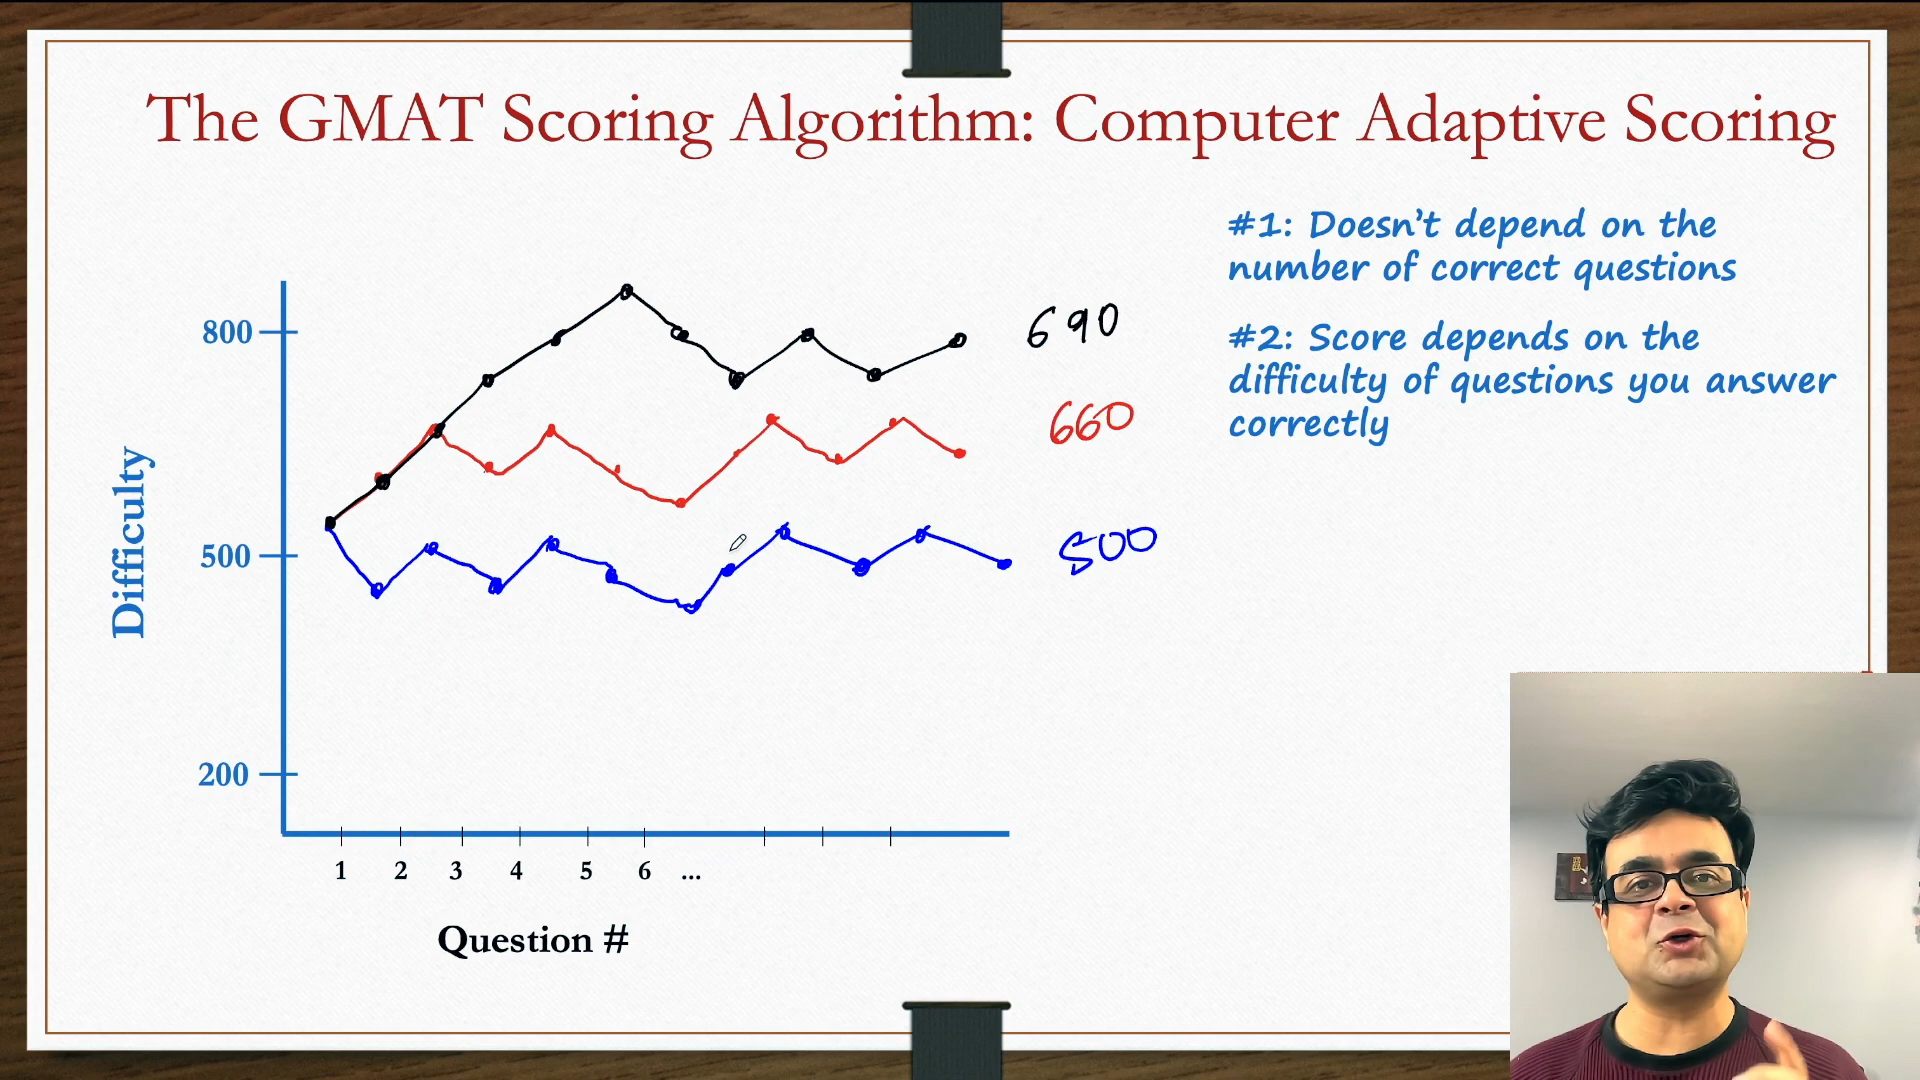 The GMAT Scoring Algorithm: Computer Adaptive Scoring
#1: Doesn't depend on the
number of correct questions
#2: Score depends on the
difficulty of questions you answer
correctly
800
690
660
500
500
200
Difficulty
1 2 3 4 5 6 ...
Question #